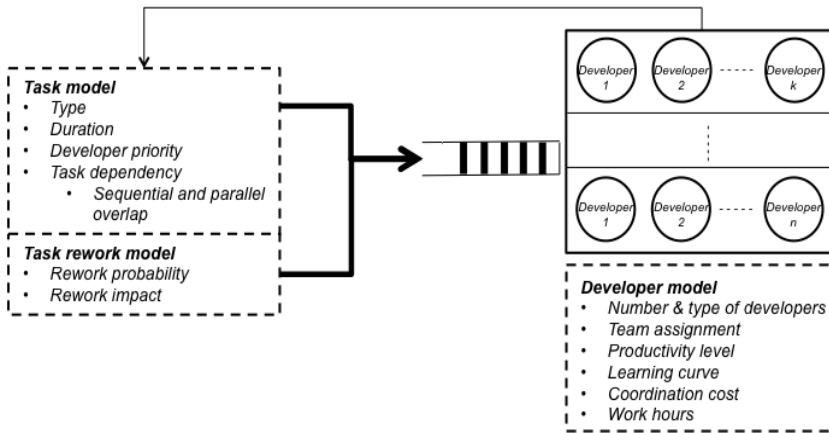 Task model
• Type
• Duration
• Developer priority
• Task dependency
• Sequential and parallel
overlap
Task rework model
• Rework probability
• Rework impact
Developer
1
Developer
2
Developer
k
Developer
1
Developer
2
Developer
n
Developer model
• Number & type of developers
• Team assignment
• Productivity level
• Learning curve
• Coordination cost
• Work hours